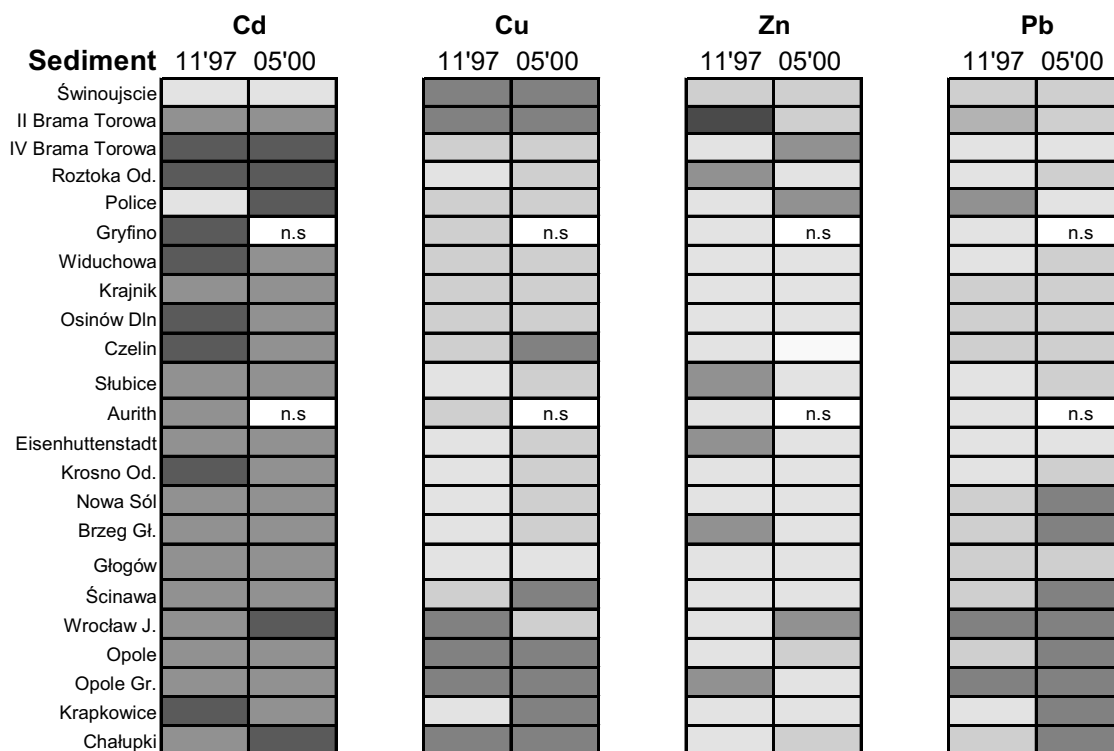 Cd Cu Zn Pb
Sediment 11'97 05'00 11'97 05'00 11'97 05'00 11'97 05'00
Świnoujscie
II Brama Torowa
IV Brama Torowa
Roztoka Od.
Police
Gryfino n.s n.s n.s n.s
Widuchowa
Krajnik
Osinów Dln
Czelin
Słubice
Aurith n.s n.s n.s n.s
Eisenhuttenstadt
Krosno Od.
Nowa Sól
Brzeg Gł.
Głogów
Ścinawa
Wrocław J.
Opole
Opole Gr.
Krapkowice
Chałupki